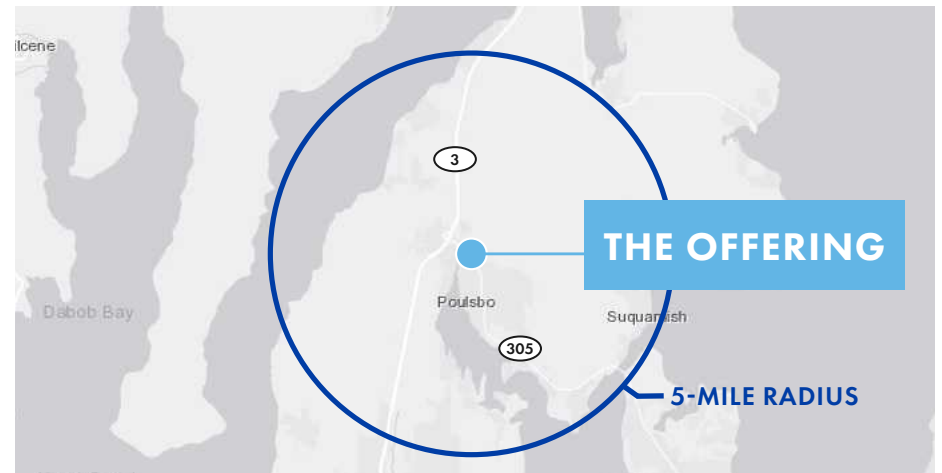 ilcene
3
THE OFFERING
Poulsbo
Dabob Bay
Suquamish
305
5-MILE RADIUS